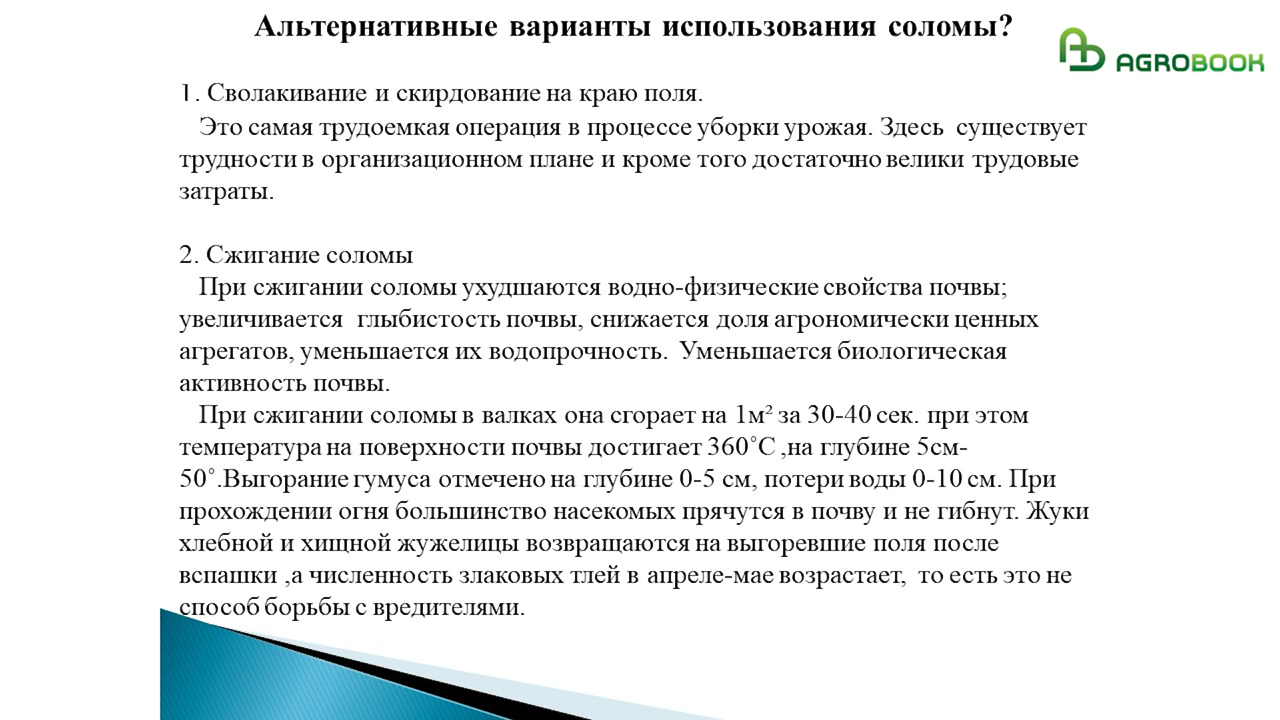 Альтернативные варианты использования соломы?
AGROBOOK
1. Сволакивание и скирдование на краю поля.
Это самая трудоемкая операция в процессе уборки урожая. Здесь существует
трудности в организационном плане и кроме того достаточно велики трудовые
затраты.
2. Сжигание соломы
При сжигании соломы ухудшаются водно-физические свойства почвы;
увеличивается глыбистость почвы, снижается доля агрономически ценных
агрегатов, уменьшается их водопрочность. Уменьшается биологическая
активность почвы.
При сжигании соломы в валках она сгорает на 1м² за 30-40 сек. при этом
температура на поверхности почвы достигает 360˚С ,на глубине 5см-
50˚.Выгорание гумуса отмечено на глубине 0-5 см, потери воды 0-10 см. При
прохождении огня большинство насекомых прячутся в почву и не гибнут. Жуки
хлебной и хищной жужелицы возвращаются на выгоревшие поля после
вспашки ,а численность злаковых тлей в апреле-мае возрастает, то есть это не
способ борьбы с вредителями.